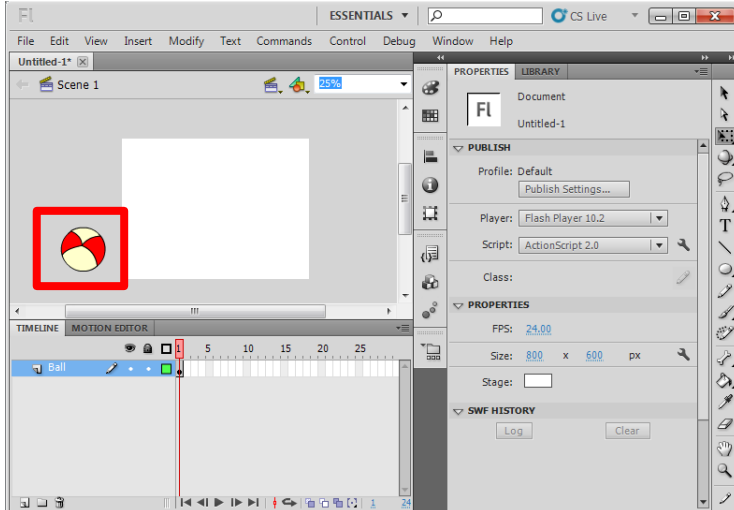 Fl ESSENTIALS CS Live
File Edit View Insert Modify Text Commands Control Debug Window Help
Untitled-1*
Scene 1 25%
PROPERTIES LIBRARY
Fl
Document
Untitled-1
PUBLISH
Profile: Default
Publish Settings...
Player: Flash Player 10.2
Script: ActionScript 2.0
Class:
PROPERTIES
FPS: 24.00
Size: 800 x 600 px
Stage:
SWF HISTORY
Log Clear
T
TIMELINE MOTION EDITOR
1 5 10 15 20 25
Ball
1 24